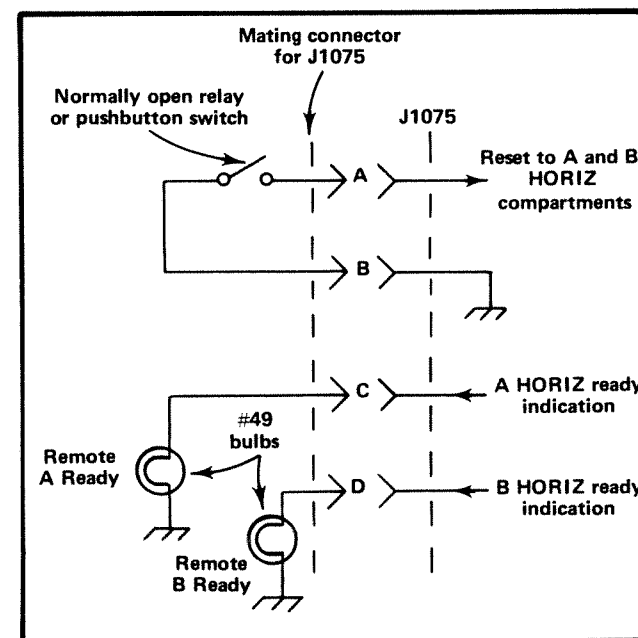 Mating connector
for J1075
Normally open relay
or pushbutton switch
J1075
A
Reset to A and B
HORIZ
compartments
B
C
A HORIZ ready
indication
#49
bulbs
Remote
A Ready
D
B HORIZ ready
indication
Remote
B Ready